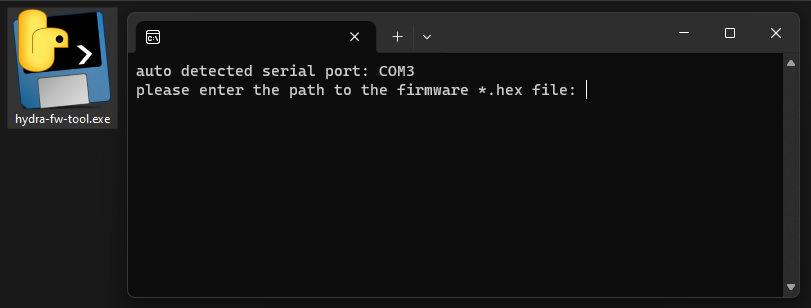 hydra-fw-tool.exe
auto detected serial port: COM3
please enter the path to the firmware *.hex file: